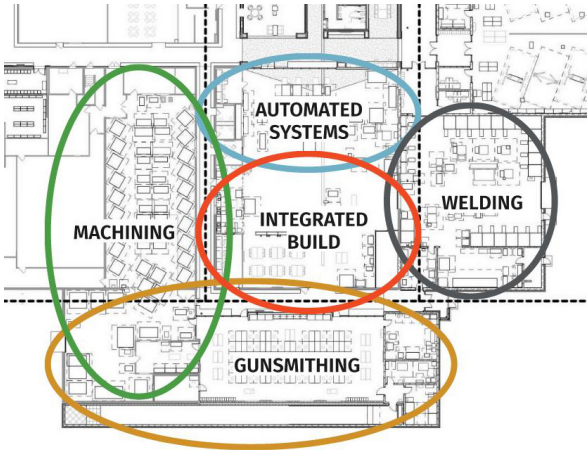 AUTOMATED
SYSTEMS
MACHINING
INTEGRATED
BUILD
WELDING
GUNSMITHING